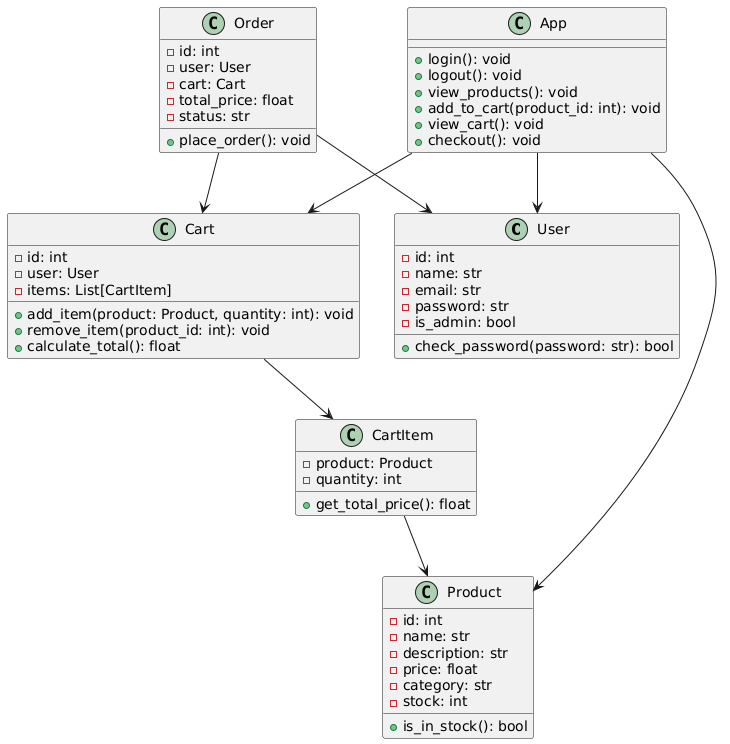 C Order
id: int
user: User
cart: Cart
total_price: float
status: str
place_order(): void
C App
login(): void
logout(): void
view_products(): void
add_to_cart(product_id: int): void
view_cart(): void
checkout(): void
C Cart
id: int
user: User
items: List[CartItem]
add_item(product: Product, quantity: int): void
remove_item(product_id: int): void
calculate_total(): float
C User
id: int
name: str
email: str
password: str
is_admin: bool
check_password(password: str): bool
C CartItem
product: Product
quantity: int
get_total_price(): float
C Product
id: int
name: str
description: str
price: float
category: str
stock: int
is_in_stock(): bool